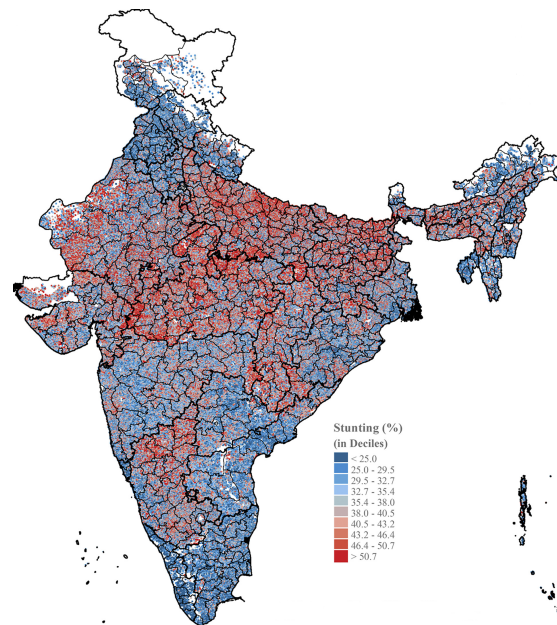 Stunting (%)
(in Deciles)
< 25.0
25.0 - 29.5
29.5 - 32.7
32.7 - 35.4
35.4 - 38.0
38.0 - 40.5
40.5 - 43.2
43.2 - 46.4
46.4 - 50.7
> 50.7